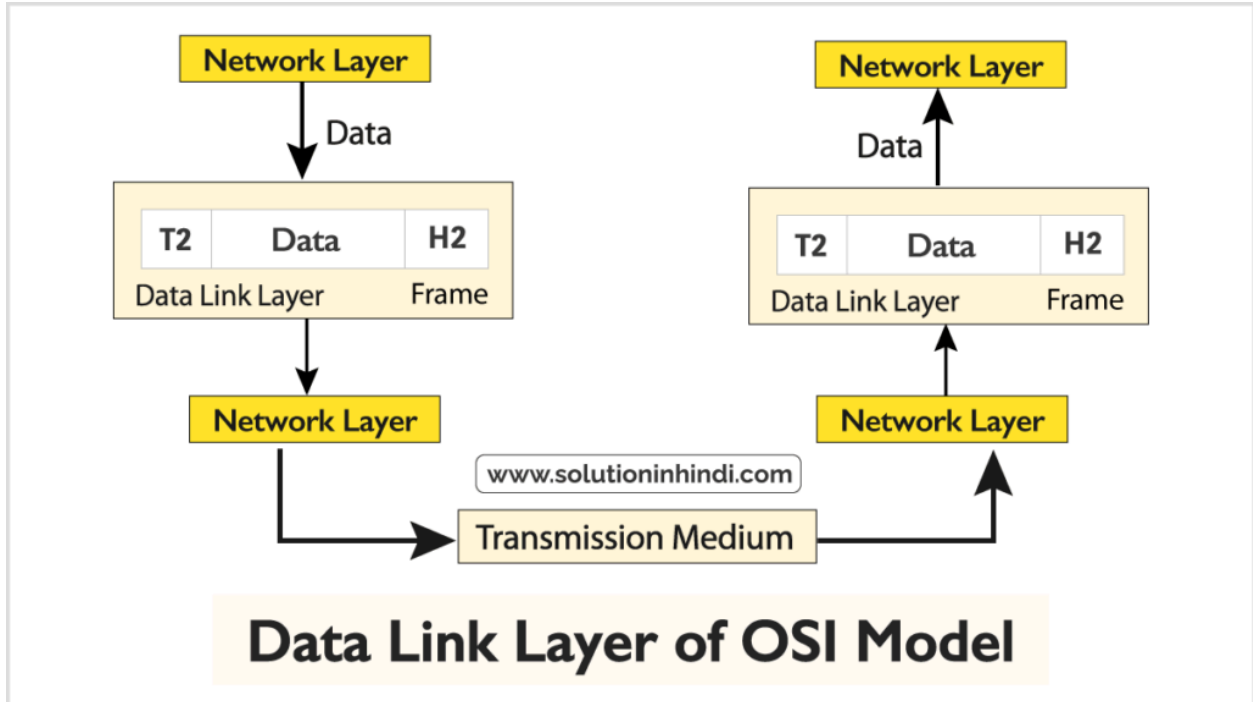 Network Layer
Network Layer
Data
Data
T2 Data H2
T2 Data H2
Data Link Layer Frame
Data Link Layer Frame
Network Layer
Network Layer
www.solutioninhindi.com
Transmission Medium
Data Link Layer of OSI Model